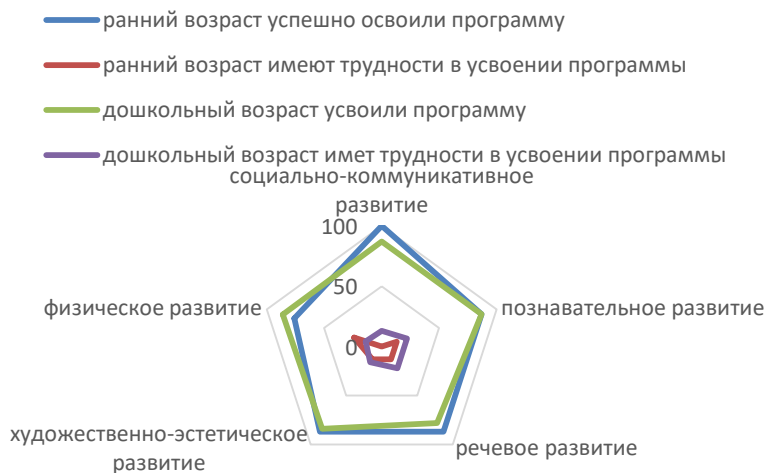 ранний возраст успешно освоили программу
ранний возраст имеют трудности в усвоении программы
дошкольный возраст усвоили программу
дошкольный возраст имет трудности в усвоении программы
социально-коммуникативное
развитие
100
50
0
познавательное развитие
речевое развитие
художественно-эстетическое
развитие
физическое развитие